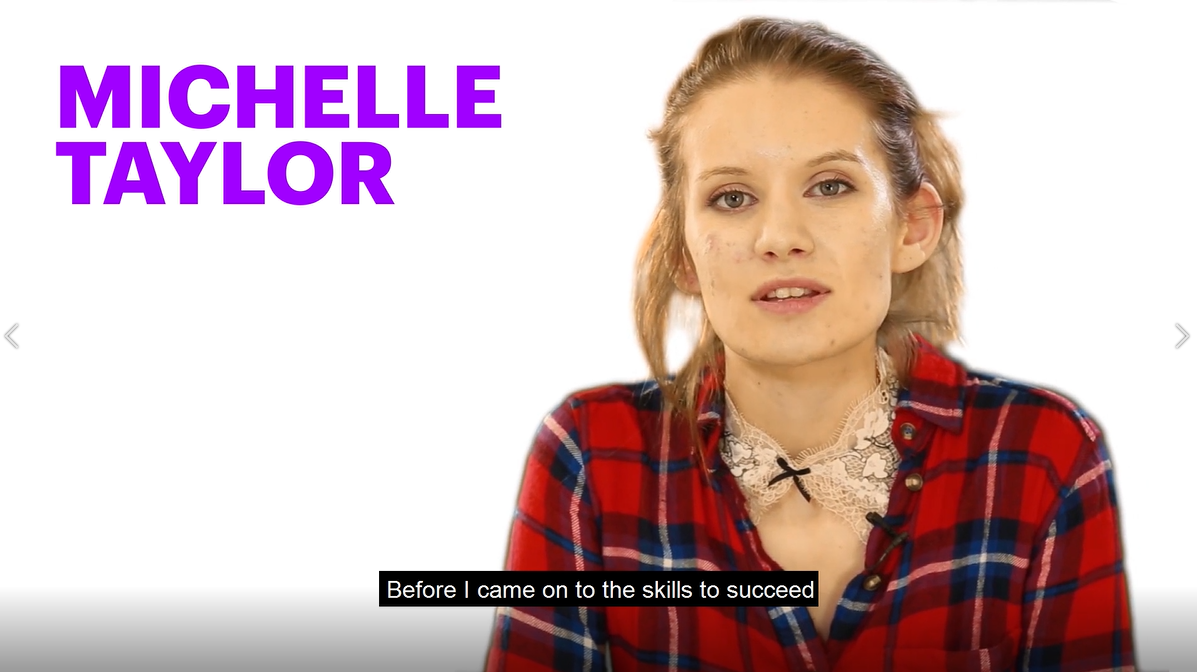 MICHELLE
TAYLOR
Before I came on to the skills to succeed